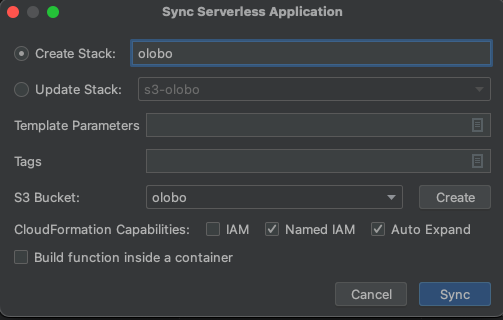 Sync Serverless Application
Create Stack: olobo
Update Stack: s3-olobo
Template Parameters
Tags
S3 Bucket: olobo Create
CloudFormation Capabilities: IAM Named IAM Auto Expand
Build function inside a container
Cancel Sync